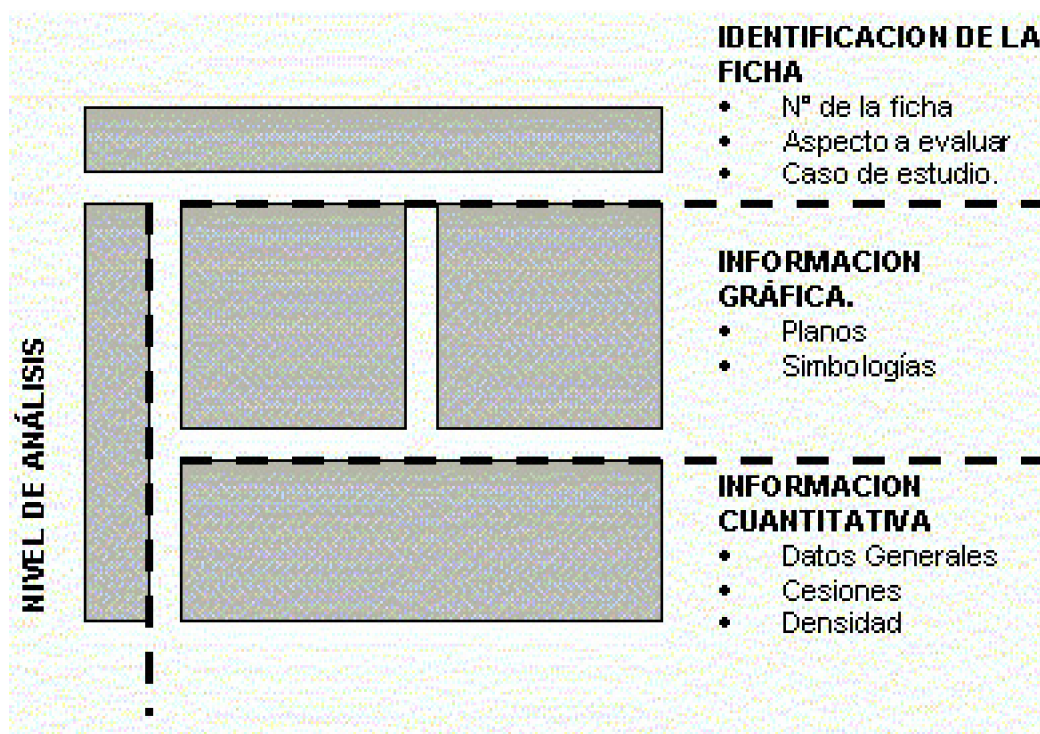 IDENTIFICACION DE LA
FICHA
• N° de la ficha
• Aspecto a evaluar
• Caso de estudio.
INFORMACION
GRÁFICA.
• Planos
• Simbologías
NIVEL DE ANÁLISIS
INFORMACION
CUANTITATIVA
• Datos Generales
• Cesiones
• Densidad